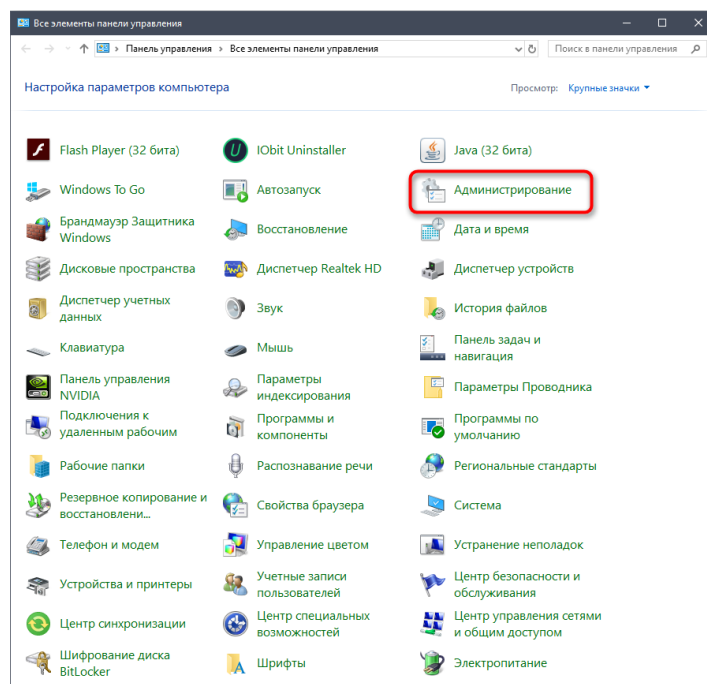 Все элементы панели управления
Панель управления › Все элементы панели управления
Поиск в панели управления
Настройка параметров компьютера
Просмотр: Крупные значки
Flash Player (32 бита)
IObit Uninstaller
Java (32 бита)
Windows To Go
Автозапуск
Администрирование
Брандмауэр Защитника
Windows
Восстановление
Дата и время
Дисковые пространства
Диспетчер Realtek HD
Диспетчер устройств
Диспетчер учетных
данных
Звук
История файлов
Клавиатура
Мышь
Панель задач и
навигация
Панель управления
NVIDIA
Параметры
индексирования
Параметры Проводника
Подключения к
удаленным рабочим
Программы и
компоненты
Программы по
умолчанию
Рабочие папки
Распознавание речи
Региональные стандарты
Резервное копирование и
восстановлени...
Свойства браузера
Система
Телефон и модем
Управление цветом
Устранение неполадок
Устройства и принтеры
Учетные записи
пользователей
Центр безопасности и
обслуживания
Центр синхронизации
Центр специальных
возможностей
Центр управления сетями
и общим доступом
Шифрование диска
BitLocker
Шрифты
Электропитание